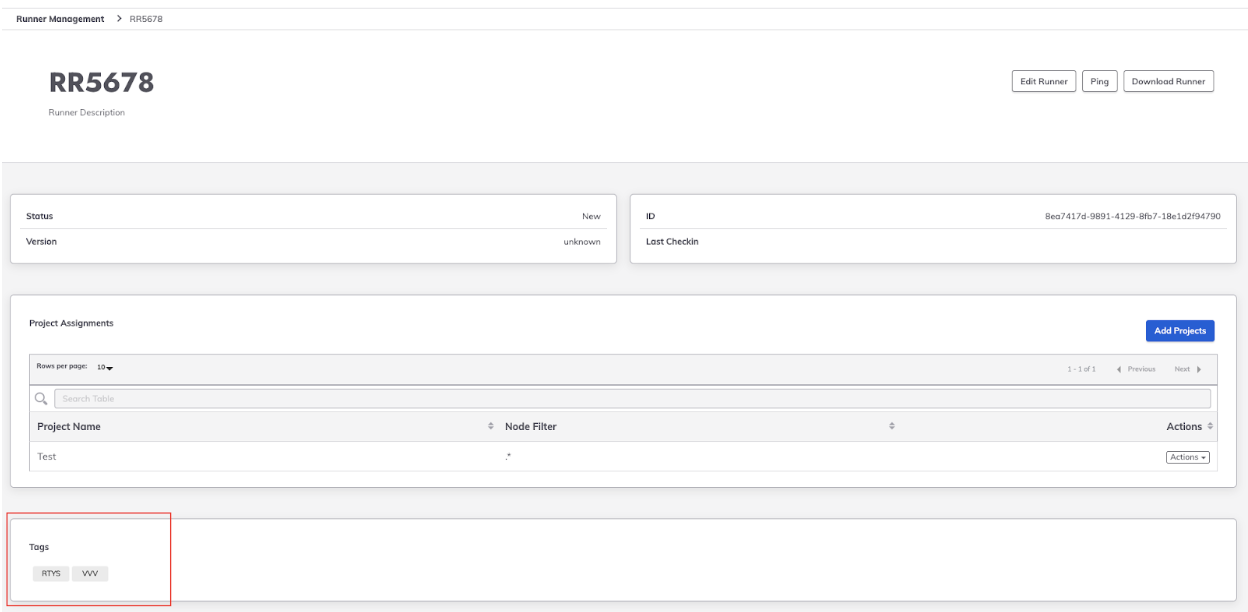 Runner Management > RR5678
RR5678
Edit Runner Ping Download Runner
Runner Description
Status New
Version unknown
ID 8ea7417d-9891-4129-8fb7-18e1d2f94790
Last Checkin
Project Assignments
Add Projects
Rows per page: 10
1 - 1 of 1 Previous Next
Search Table
Project Name Node Filter Actions
Test .* Actions
Tags
RTYS VVV